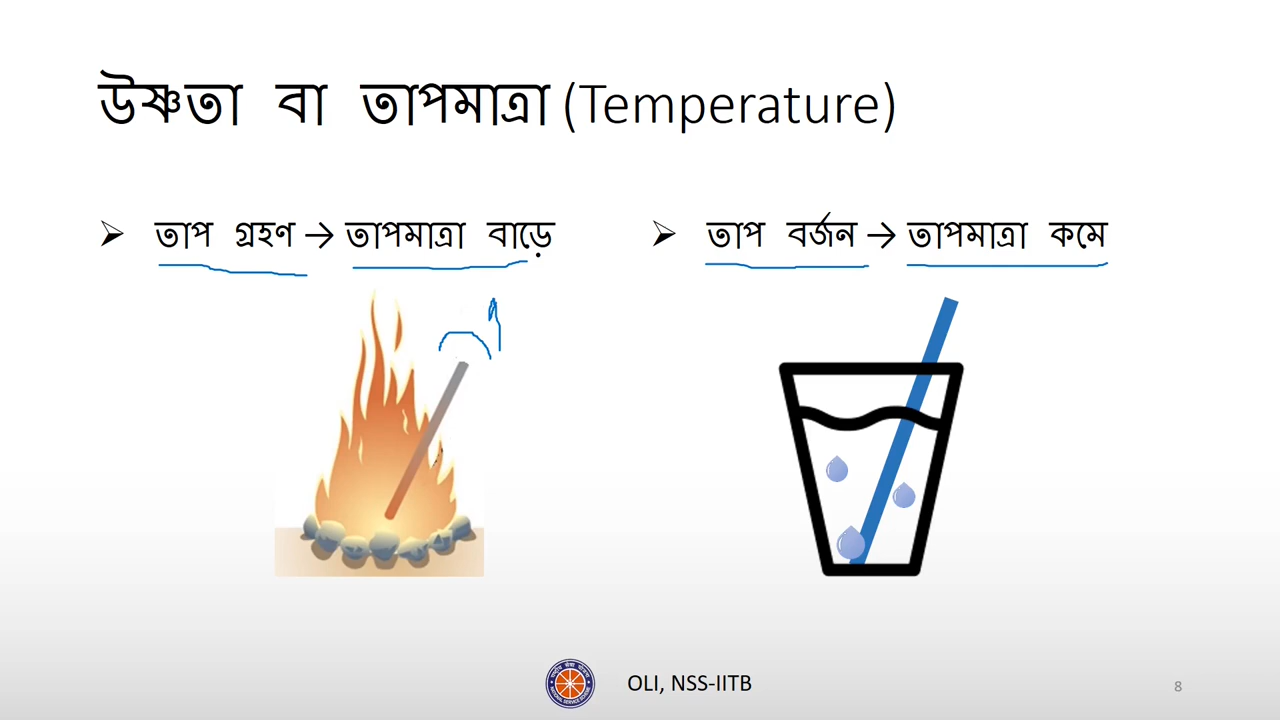 উষ্ণতা বা তাপমাত্রা (Temperature)
➢ তাপ গ্রহণ → তাপমাত্রা বাড়ে
➢ তাপ বর্জন → তাপমাত্রা কমে
OLI, NSS-IITB
8